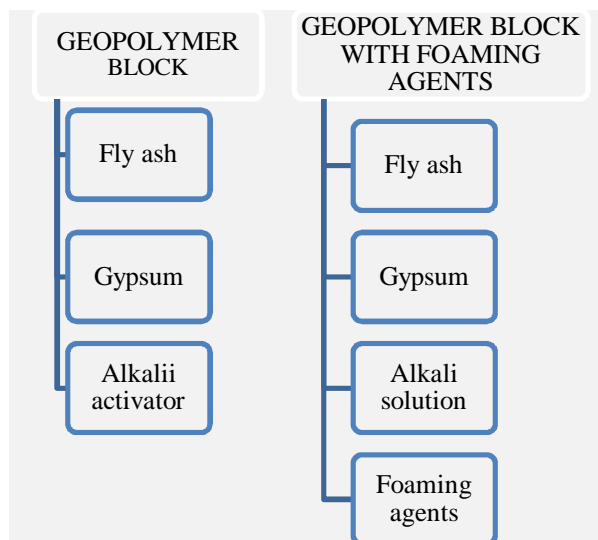 GEOPOLYMER
BLOCK
Fly ash
Gypsum
Alkalii
activator
GEOPOLYMER BLOCK
WITH FOAMING
AGENTS
Fly ash
Gypsum
Alkali
solution
Foaming
agents